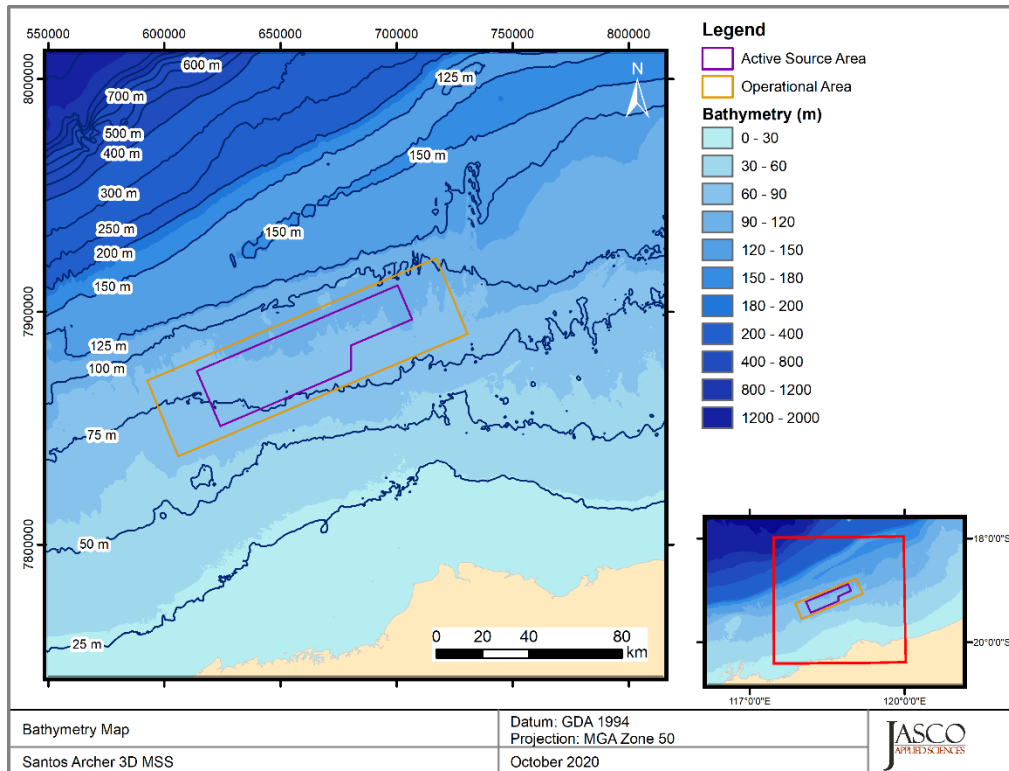 550000 600000 650000 700000 750000 800000
8000000
7900000
7800000
600 m
700 m
500 m
400 m
300 m
250 m
200 m
150 m
125 m
100 m
75 m
50 m
25 m
125 m
150 m
150 m
N
0 20 40 80
km
Legend
Active Source Area
Operational Area
Bathymetry (m)
0 - 30
30 - 60
60 - 90
90 - 120
120 - 150
150 - 180
180 - 200
200 - 400
400 - 800
800 - 1200
1200 - 2000
18°0'0"S
20°0'0"S
117°0'0"E 120°0'0"E
Bathymetry Map
Datum: GDA 1994
Projection: MGA Zone 50
Santos Archer 3D MSS
October 2020
JASCO
APPLIED SCIENCES